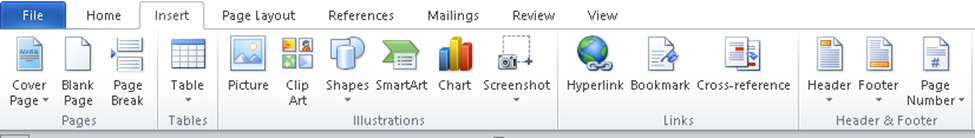 File Home Insert Page Layout References Mailings Review View
Cover Page Blank Page Page Break Table Picture Clip Art Shapes SmartArt Chart Screenshot Hyperlink Bookmark Cross-reference Header Footer Page Number
Pages Tables Illustrations Links Header & Footer